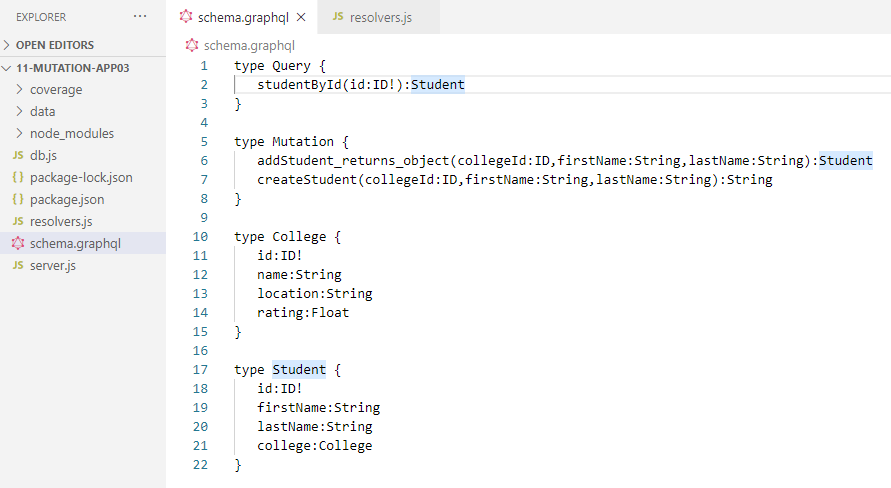 EXPLORER ...
OPEN EDITORS
11-MUTATION-APP03
coverage
data
node_modules
JS db.js
{} package-lock.json
{} package.json
JS resolvers.js
schema.graphql
JS server.js
schema.graphql × JS resolvers.js
schema.graphql
1 type Query {
2 studentById(id:ID!):Student
3 }
4
5 type Mutation {
6 addStudent_returns_object(collegeId:ID,firstName:String,lastName:String):Student
7 createStudent(collegeId:ID,firstName:String,lastName:String):String
8 }
9
10 type College {
11 id:ID!
12 name:String
13 location:String
14 rating:Float
15 }
16
17 type Student {
18 id:ID!
19 firstName:String
20 lastName:String
21 college:College
22 }